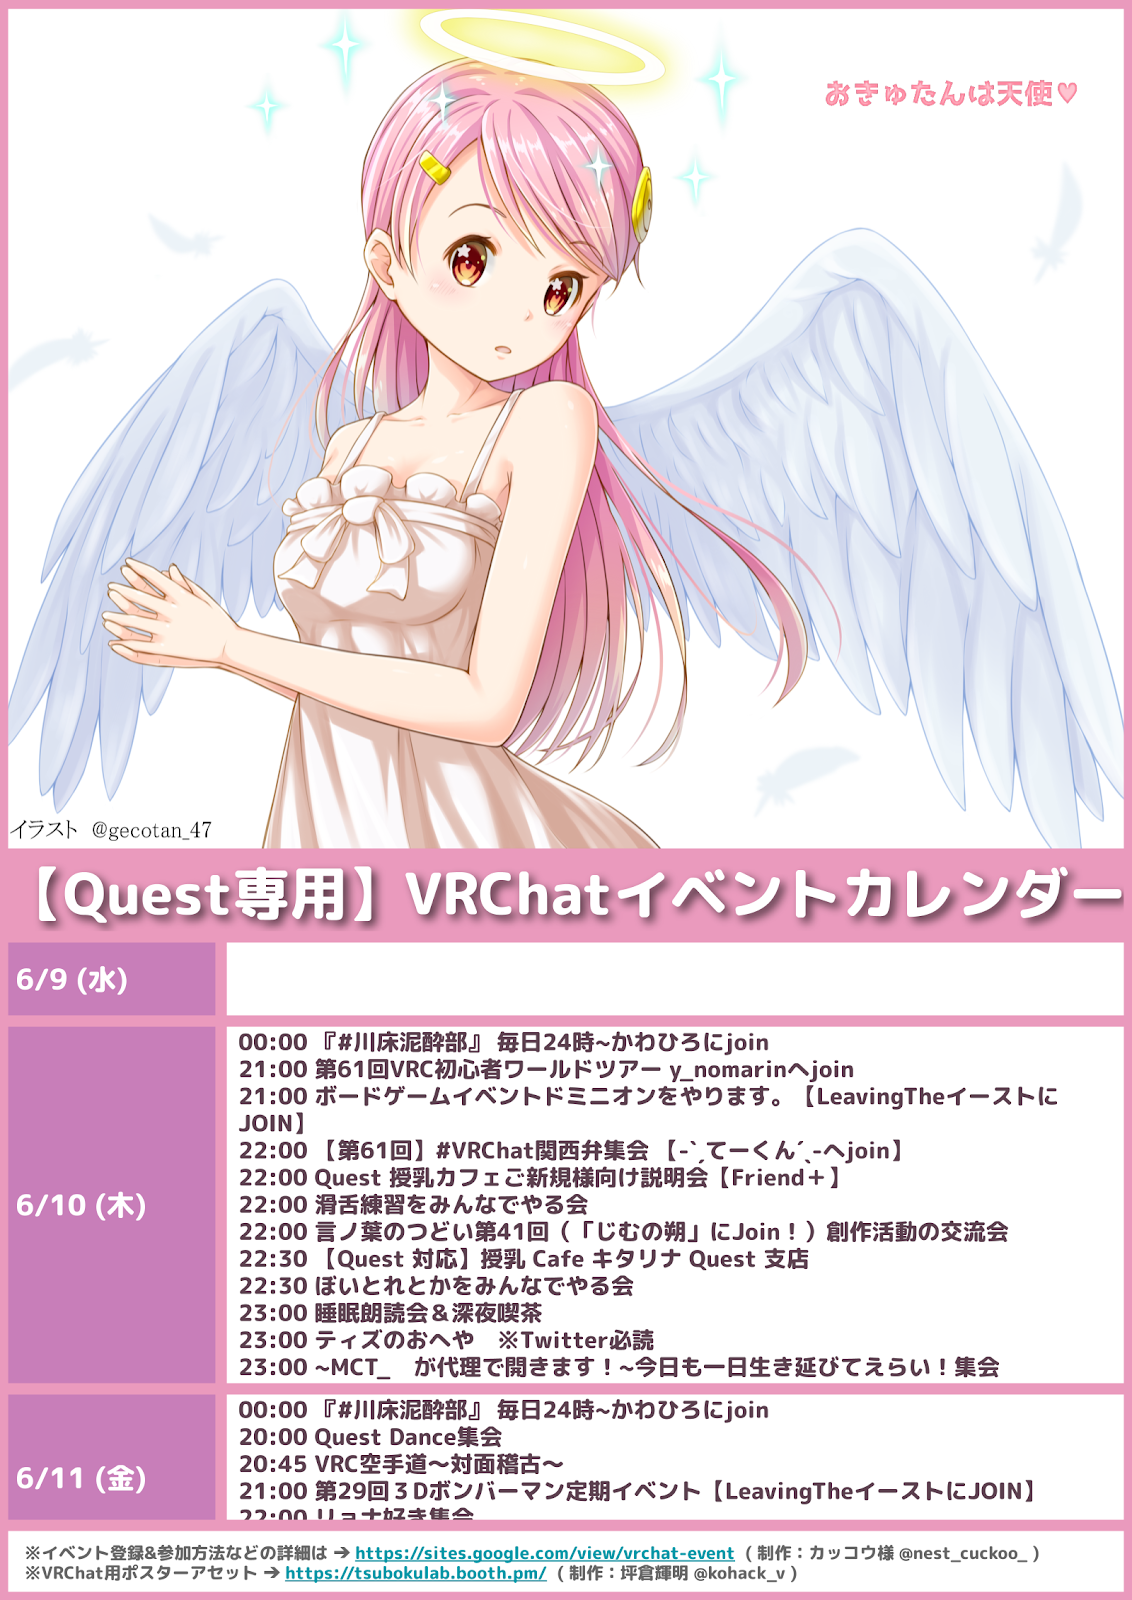 おきゅたんは天使♥
イラスト @gecotan_47
【Quest専用】VRChatイベントカレンダー
6/9 (水)
6/10 (木)
00:00 『#川床泥酔部』 毎日24時~かわひろにjoin
21:00 第61回VRC初心者ワールドツアー y_nomarinへjoin
21:00 ボードゲームイベントドミニオンをやります。【LeavingTheイーストに
JOIN】
22:00 【第61回】#VRChat関西弁集会 【-ˋˏてーくんˊˎ-へjoin】
22:00 Quest 授乳カフェご新規様向け説明会【Friend＋】
22:00 滑舌練習をみんなでやる会
22:00 言ノ葉のつどい第41回（「じむの朔」にJoin！）創作活動の交流会
22:30 【Quest 対応】授乳 Cafe キタリナ Quest 支店
22:30 ぼいとれとかをみんなでやる会
23:00 睡眠朗読会＆深夜喫茶
23:00 ティズのおへや　※Twitter必読
23:00 ~MCT_　が代理で開きます！~今日も一日生き延びてえらい！集会
6/11 (金)
00:00 『#川床泥酔部』 毎日24時~かわひろにjoin
20:00 Quest Dance集会
20:45 VRC空手道～対面稽古～
21:00 第29回３Dボンバーマン定期イベント【LeavingTheイーストにJOIN】
22:00 リョナ好き集会
※イベント登録&参加方法などの詳細は → https://sites.google.com/view/vrchat-event ( 制作：カッコウ様 @nest_cuckoo_ )
※VRChat用ポスターアセット → https://tsubokulab.booth.pm/ ( 制作：坪倉輝明 @kohack_v )